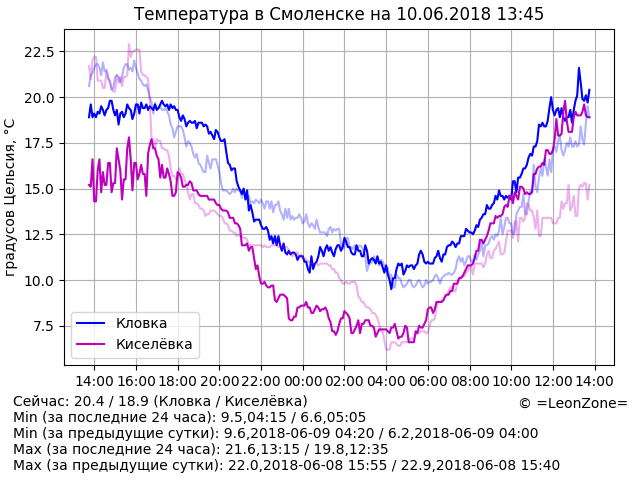 Температура в Смоленске на 10.06.2018 13:45
градусов Цельсия, °C
22.5
20.0
17.5
15.0
12.5
10.0
7.5
Кловка
Киселёвка
14:00 16:00 18:00 20:00 22:00 00:00 02:00 04:00 06:00 08:00 10:00 12:00 14:00
Сейчас: 20.4 / 18.9 (Кловка / Киселёвка)
© =LeonZone=
Min (за последние 24 часа): 9.5,04:15 / 6.6,05:05
Min (за предыдущие сутки): 9.6,2018-06-09 04:20 / 6.2,2018-06-09 04:00
Max (за последние 24 часа): 21.6,13:15 / 19.8,12:35
Max (за предыдущие сутки): 22.0,2018-06-08 15:55 / 22.9,2018-06-08 15:40